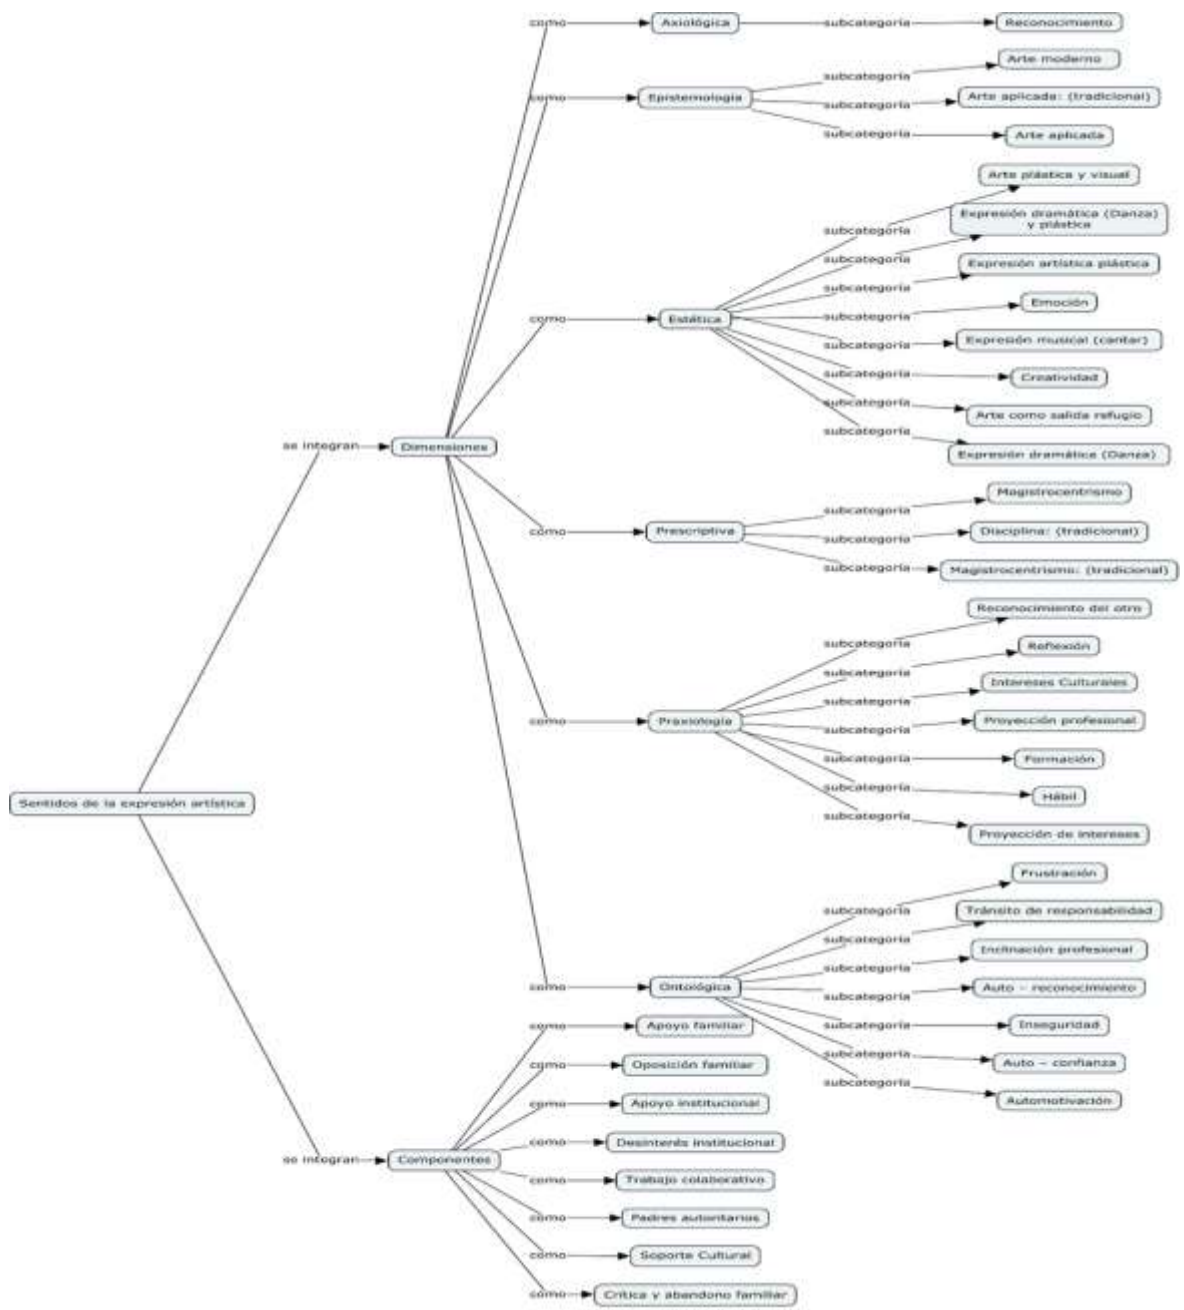 como
Axiológica
subcategoría
Reconocimiento
como
Epistemología
subcategoría
Arte moderno
subcategoría
Arte aplicada: (tradicional)
subcategoría
Arte aplicada
como
Estética
subcategoría
Arte plástica y visual
subcategoría
Expresión dramática (Danza)
y plástica
subcategoría
Expresión artística plástica
subcategoría
Emoción
subcategoría
Expresión musical (cantar)
subcategoría
Creatividad
subcategoría
Arte como salida refugio
subcategoría
Expresión dramática (Danza)
se integran
Dimensiones
como
Prescriptiva
subcategoría
Magistrocentrismo
subcategoría
Disciplina: (tradicional)
subcategoría
Magistrocentrismo: (tradicional)
como
Praxiología
subcategoría
Reconocimiento del otro
subcategoría
Reflexión
subcategoría
Intereses Culturales
subcategoría
Proyección profesional
subcategoría
Formación
subcategoría
Hábil
subcategoría
Proyección de intereses
Sentidos de la expresión artística
como
Ontológica
subcategoría
Frustración
subcategoría
Tránsito de responsabilidad
subcategoría
Inclinación profesional
subcategoría
Auto - reconocimiento
subcategoría
Inseguridad
subcategoría
Auto - confianza
subcategoría
Automotivación
se integran
Componentes
como
Apoyo familiar
como
Oposición familiar
como
Apoyo institucional
como
Desinterés institucional
como
Trabajo colaborativo
como
Padres autoritarios
como
Soporte Cultural
como
Crítica y abandono familiar